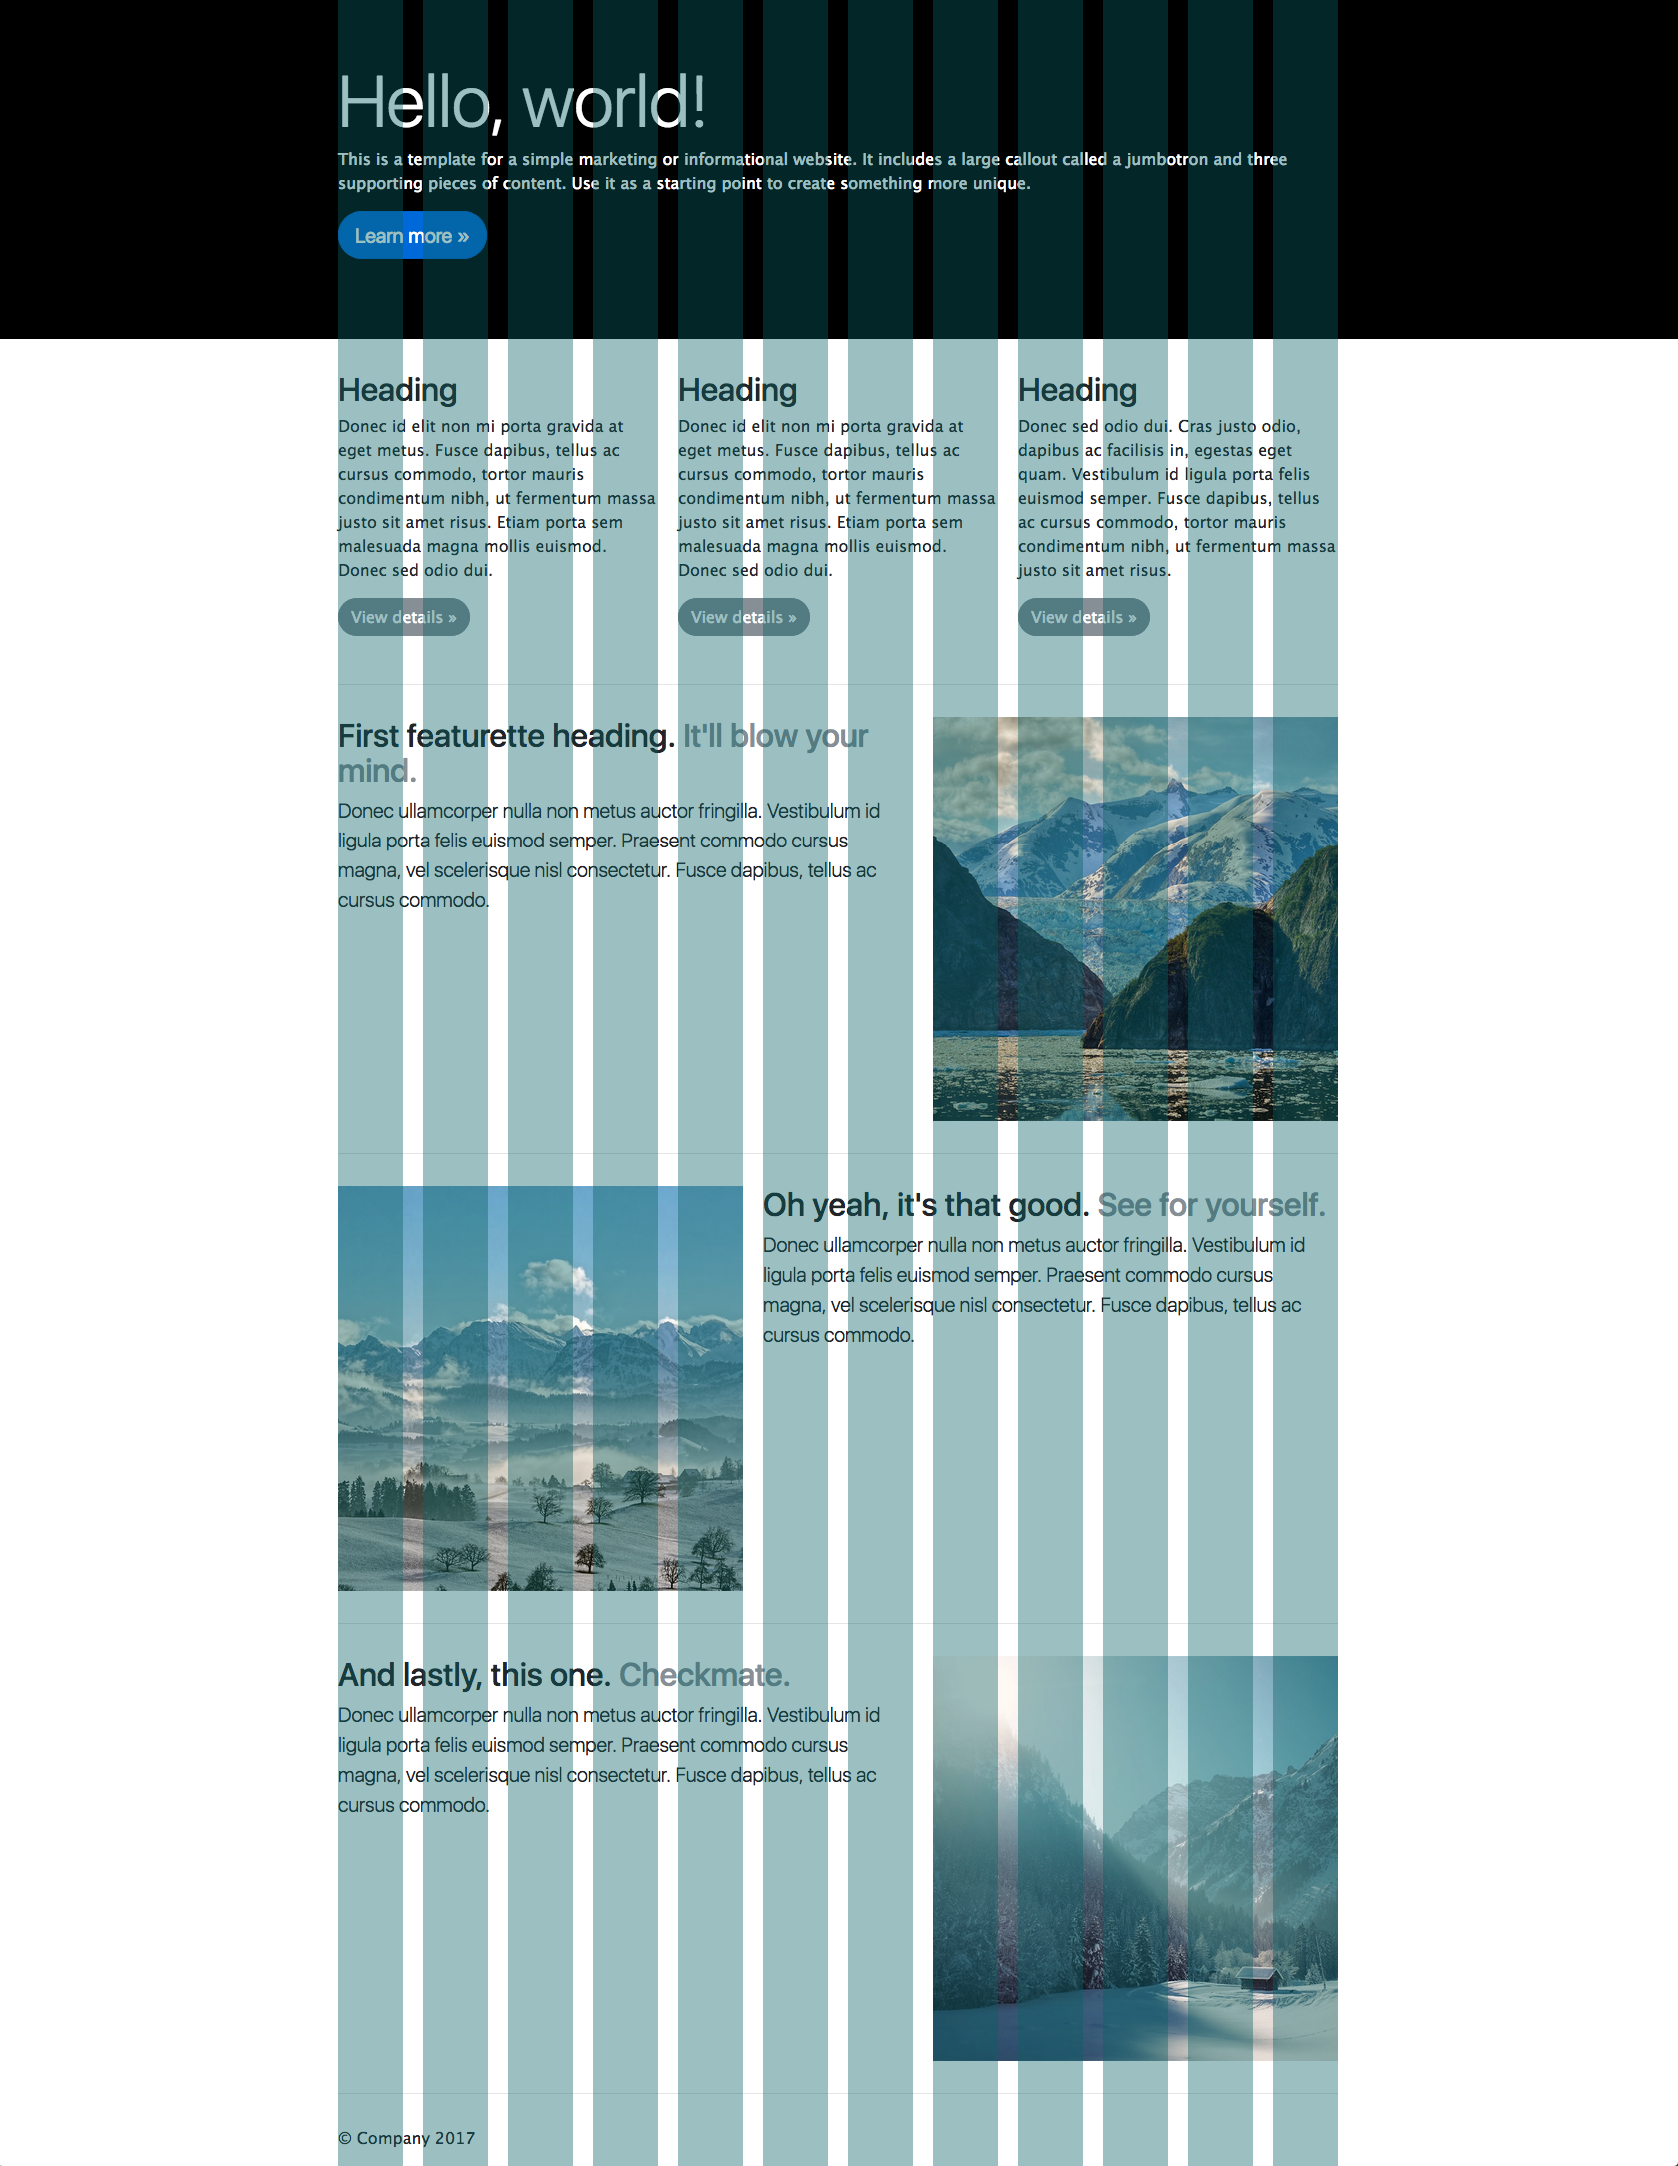 Hello, world!
This is a template for a simple marketing or informational website. It includes a large callout called a jumbotron and three
supporting pieces of content. Use it as a starting point to create something more unique.
Learn more »
Heading
Donec id elit non mi porta gravida at
eget metus. Fusce dapibus, tellus ac
cursus commodo, tortor mauris
condimentum nibh, ut fermentum massa
justo sit amet risus. Etiam porta sem
malesuada magna mollis euismod.
Donec sed odio dui.
View details »
Heading
Donec id elit non mi porta gravida at
eget metus. Fusce dapibus, tellus ac
cursus commodo, tortor mauris
condimentum nibh, ut fermentum massa
justo sit amet risus. Etiam porta sem
malesuada magna mollis euismod.
Donec sed odio dui.
View details »
Heading
Donec sed odio dui. Cras justo odio,
dapibus ac facilisis in, egestas eget
quam. Vestibulum id ligula porta felis
euismod semper. Fusce dapibus, tellus
ac cursus commodo, tortor mauris
condimentum nibh, ut fermentum massa
justo sit amet risus.
View details »
First featurette heading. It'll blow your
mind.
Donec ullamcorper nulla non metus auctor fringilla. Vestibulum id
ligula porta felis euismod semper. Praesent commodo cursus
magna, vel scelerisque nisl consectetur. Fusce dapibus, tellus ac
cursus commodo.
Oh yeah, it's that good. See for yourself.
Donec ullamcorper nulla non metus auctor fringilla. Vestibulum id
ligula porta felis euismod semper. Praesent commodo cursus
magna, vel scelerisque nisl consectetur. Fusce dapibus, tellus ac
cursus commodo.
And lastly, this one. Checkmate.
Donec ullamcorper nulla non metus auctor fringilla. Vestibulum id
ligula porta felis euismod semper. Praesent commodo cursus
magna, vel scelerisque nisl consectetur. Fusce dapibus, tellus ac
cursus commodo.
© Company 2017